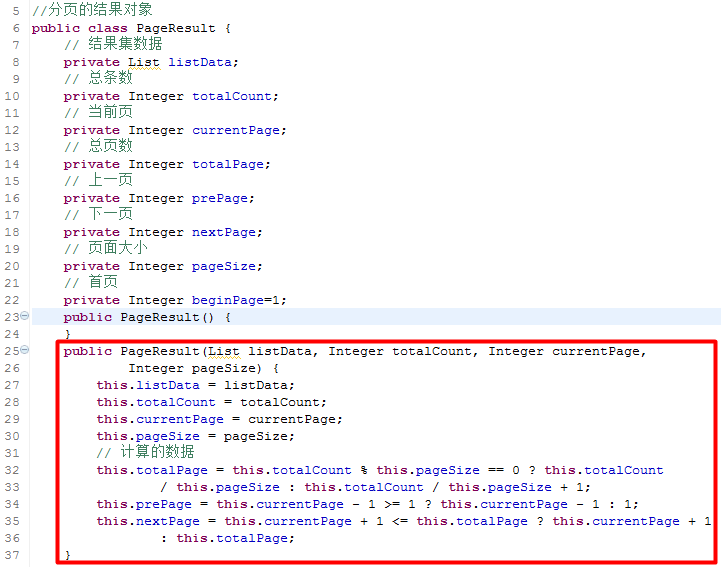 5 //分页的结果对象
6 public class PageResult {
7 // 结果集数据
8 private List listData;
9 // 总条数
10 private Integer totalCount;
11 // 当前页
12 private Integer currentPage;
13 // 总页数
14 private Integer totalPage;
15 // 上一页
16 private Integer prePage;
17 // 下一页
18 private Integer nextPage;
19 // 页面大小
20 private Integer pageSize;
21 // 首页
22 private Integer beginPage=1;
23 public PageResult() {
24 }
25 public PageResult(List listData, Integer totalCount, Integer currentPage,
26 Integer pageSize) {
27 this.listData = listData;
28 this.totalCount = totalCount;
29 this.currentPage = currentPage;
30 this.pageSize = pageSize;
31 // 计算的数据
32 this.totalPage = this.totalCount % this.pageSize == 0 ? this.totalCount
33 / this.pageSize : this.totalCount / this.pageSize + 1;
34 this.prePage = this.currentPage - 1 >= 1 ? this.currentPage - 1 : 1;
35 this.nextPage = this.currentPage + 1 <= this.totalPage ? this.currentPage + 1
36 : this.totalPage;
37 }